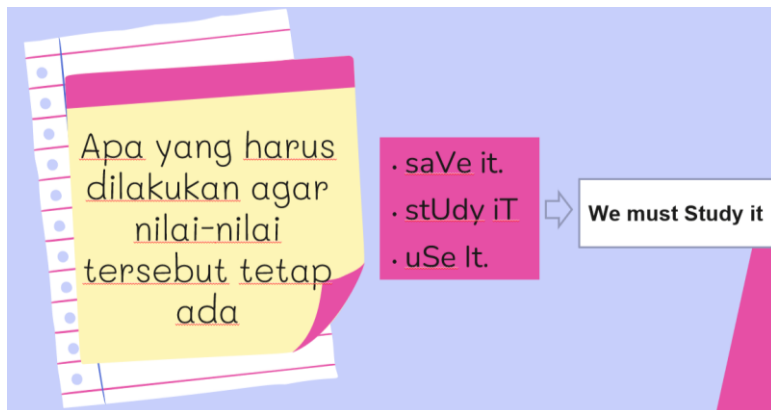 Apa yang harus
dilakukan agar
nilai-nilai
tersebut tetap
ada
· saVe it.
· stUdy iT
· uSe It.
We must Study it